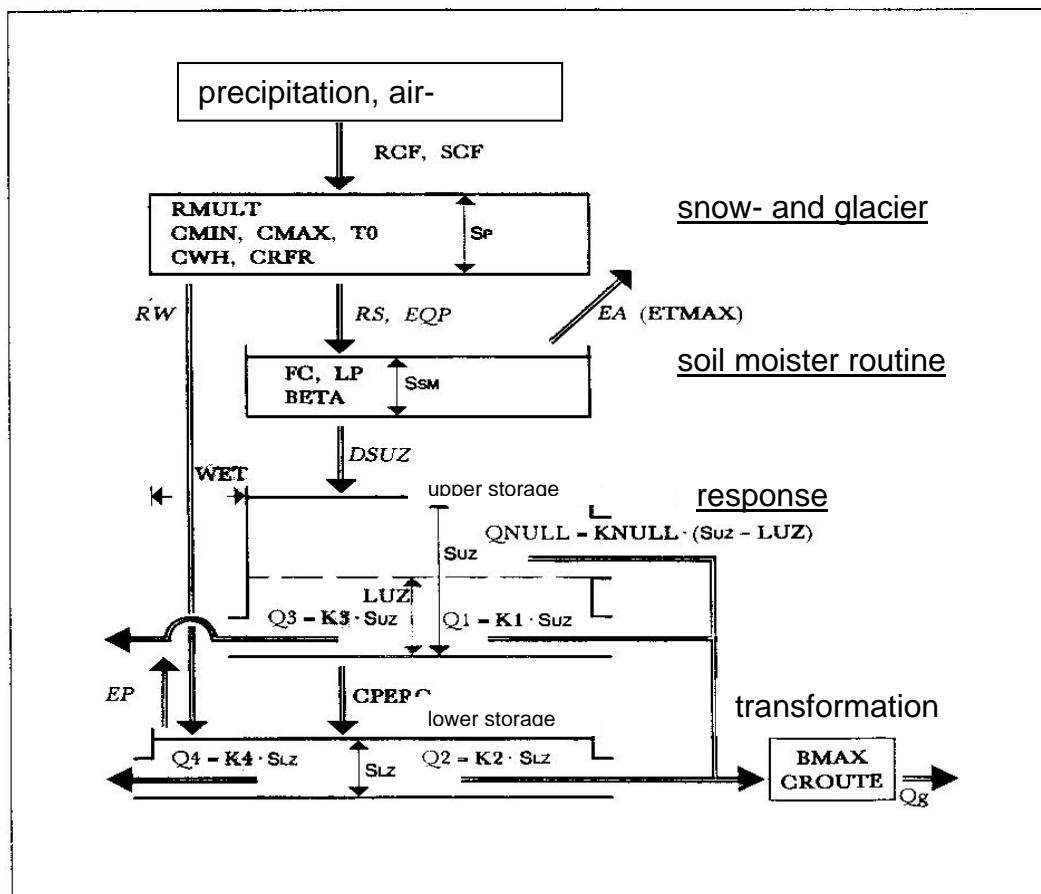 precipitation, air-
RCF, SCF
RMULT
CMIN, CMAX, T0
CWH, CRFR
SP
snow- and glacier
RW
RS, EQP
EA (ETMAX)
FC, LP
BETA
SSM
soil moister routine
DSUZ
WET
upper storage
response
QNULL = KNULL · (SUZ − LUZ)
SUZ
LUZ
Q3 = K3 · SUZ
Q1 = K1 · SUZ
EP
lower storage
transformation
Q4 = K4 · SLZ
SLZ
Q2 = K2 · SLZ
BMAX
CROUTE
Qg